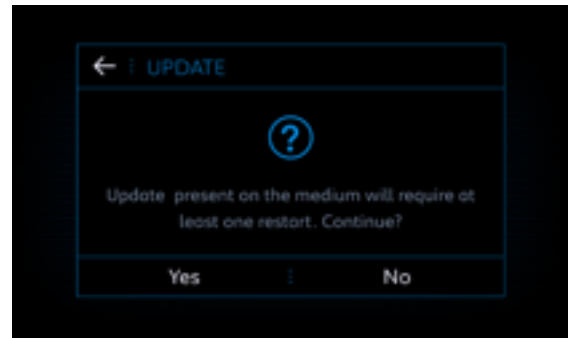 UPDATE
Update present on the medium will require at
least one restart. Continue?
Yes
No